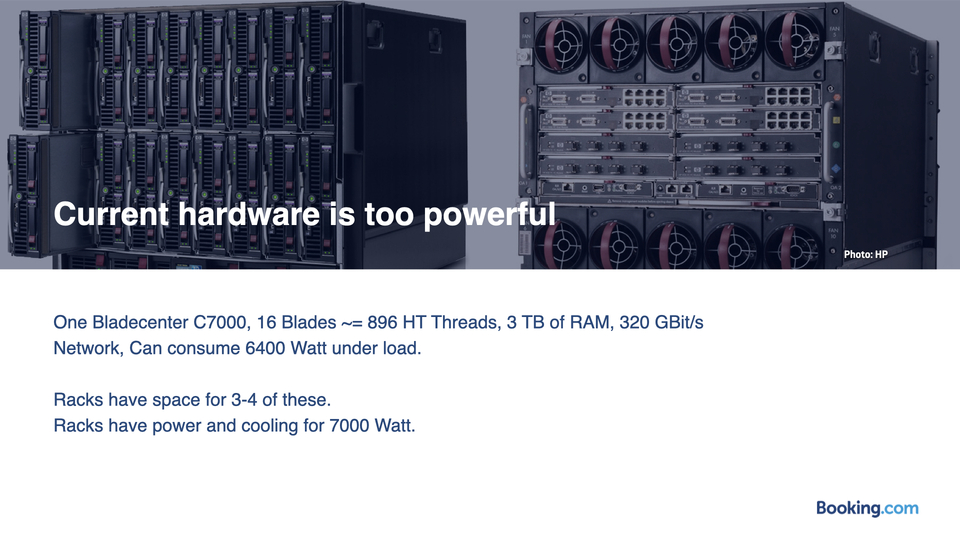 Current hardware is too powerful
Photo: HP
One Bladecenter C7000, 16 Blades ~= 896 HT Threads, 3 TB of RAM, 320 GBit/s
Network, Can consume 6400 Watt under load.
Racks have space for 3-4 of these.
Racks have power and cooling for 7000 Watt.
Booking.com